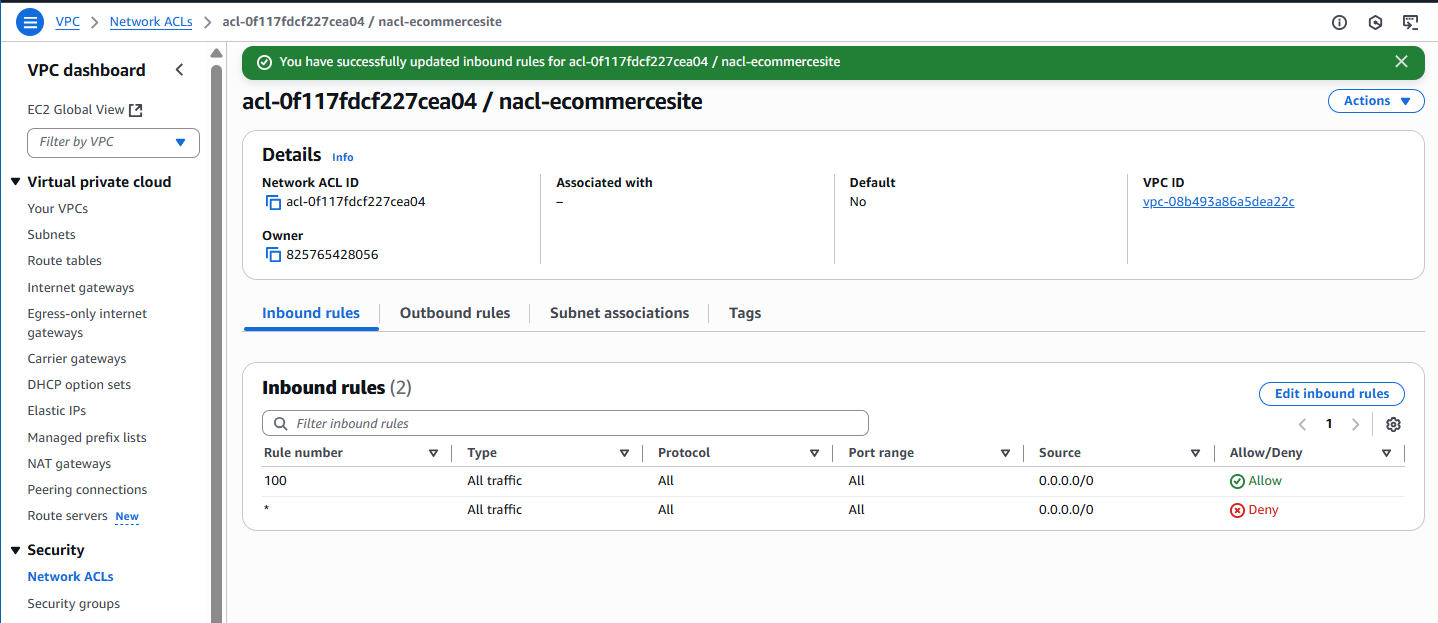 VPC > Network ACLs > acl-0f117fdcf227cea04 / nacl-ecommercesite
VPC dashboard
EC2 Global View
Filter by VPC
Virtual private cloud
Your VPCs
Subnets
Route tables
Internet gateways
Egress-only internet
gateways
Carrier gateways
DHCP option sets
Elastic IPs
Managed prefix lists
NAT gateways
Peering connections
Route servers New
Security
Network ACLs
Security groups
You have successfully updated inbound rules for acl-0f117fdcf227cea04 / nacl-ecommercesite
acl-0f117fdcf227cea04 / nacl-ecommercesite
Actions
Details Info
Network ACL ID
acl-0f117fdcf227cea04
Associated with
–
Default
No
VPC ID
vpc-08b493a86a5dea22c
Owner
825765428056
Inbound rules Outbound rules Subnet associations Tags
Inbound rules (2)
Edit inbound rules
Filter inbound rules
1
Rule number Type Protocol Port range Source Allow/Deny
100 All traffic All All 0.0.0.0/0 Allow
* All traffic All All 0.0.0.0/0 Deny